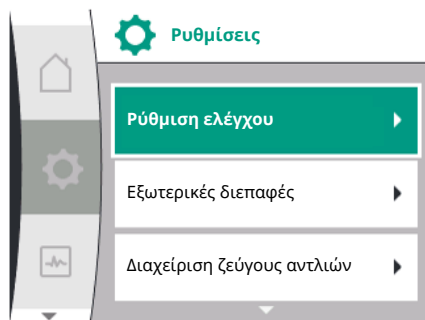 Ρυθμίσεις
Ρύθμιση ελέγχου
Εξωτερικές διεπαφές
Διαχείριση ζεύγους αντλιών